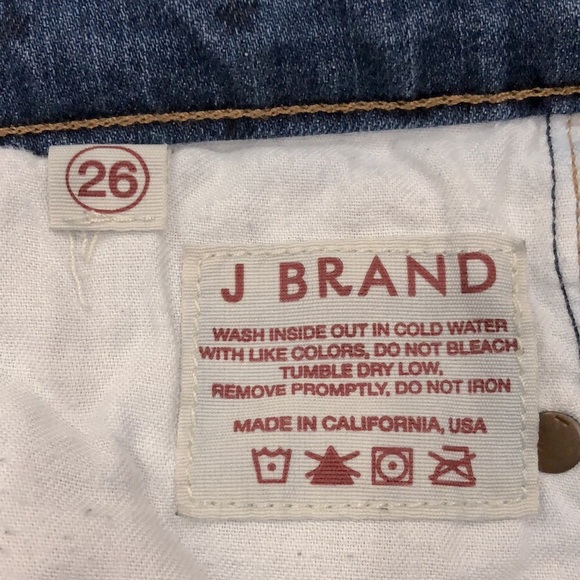 26
J BRAND
WASH INSIDE OUT IN COLD WATER
WITH LIKE COLORS, DO NOT BLEACH
TUMBLE DRY LOW.
REMOVE PROMPTLY, DO NOT IRON
MADE IN CALIFORNIA, USA